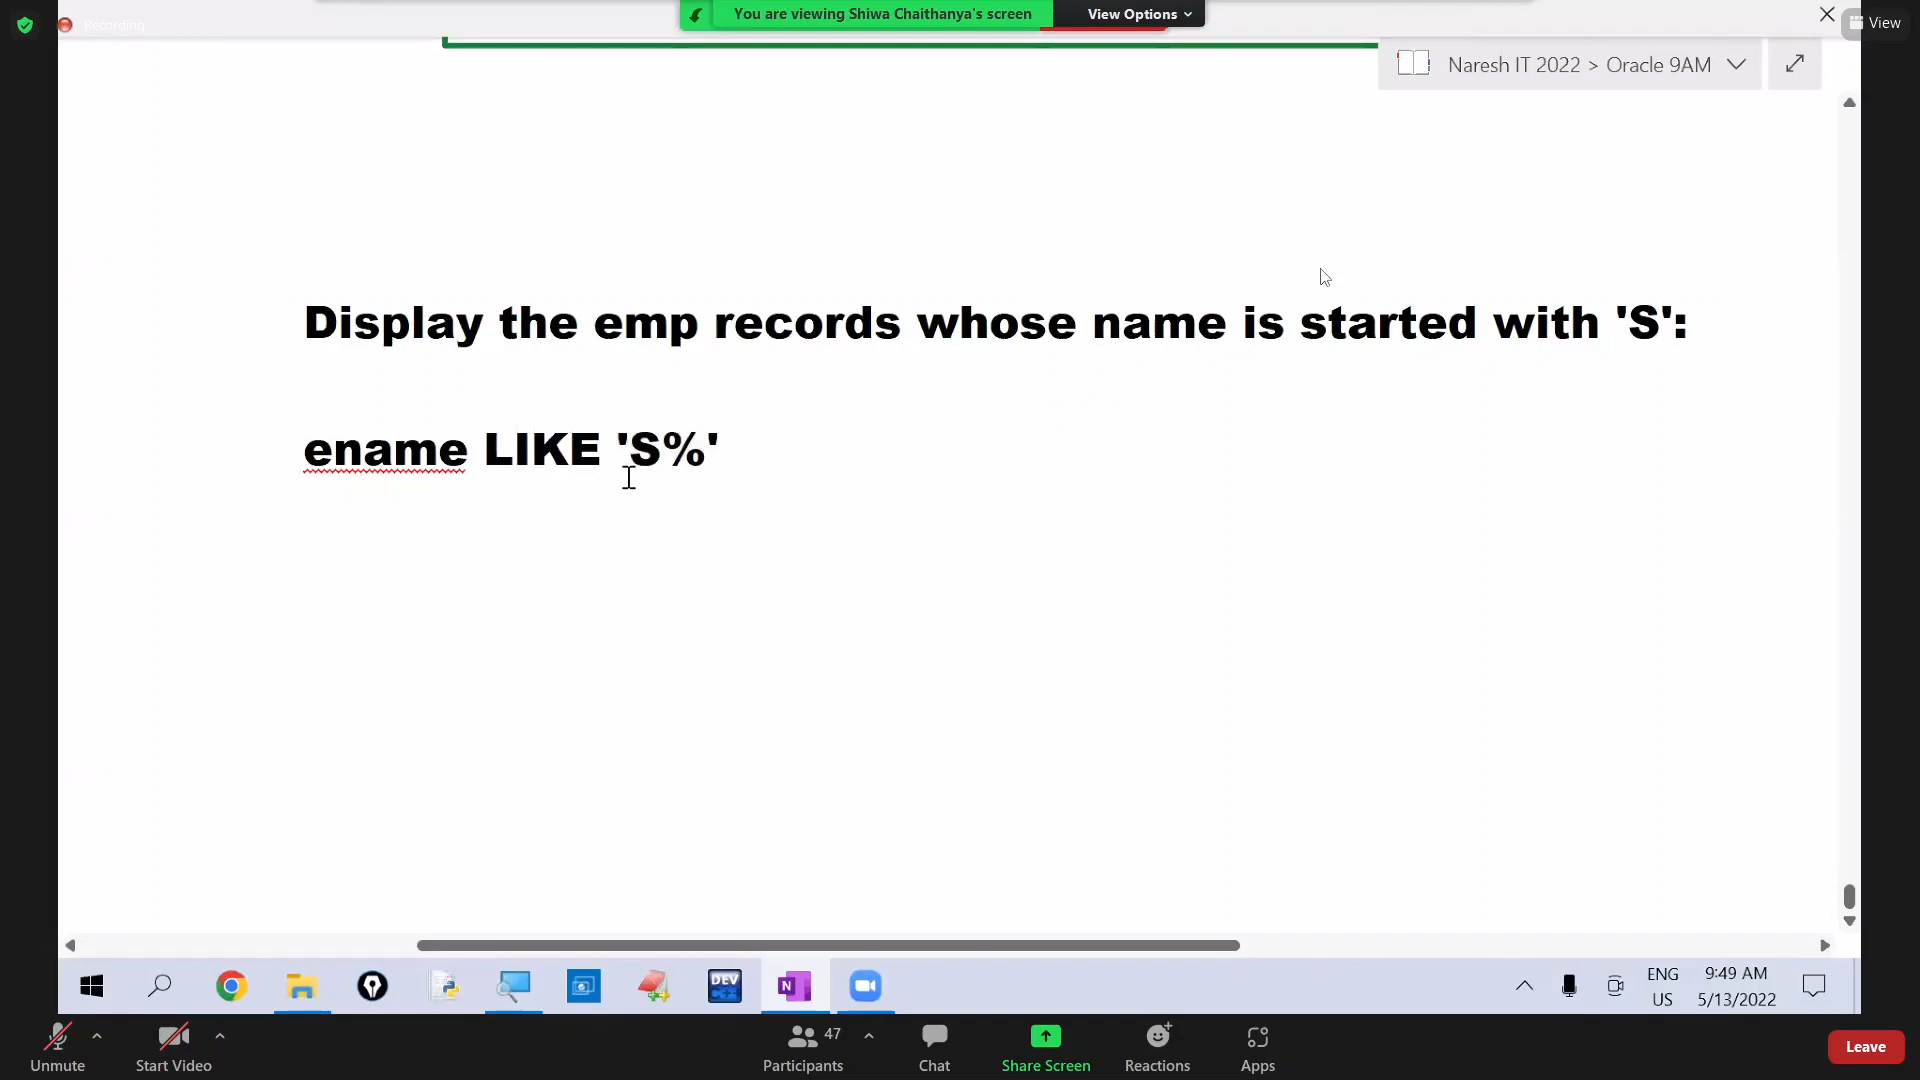 Recording
You are viewing Shiwa Chaithanya's screen
View Options
View
Naresh IT 2022 > Oracle 9AM
Display the emp records whose name is started with 'S':
ename LIKE 'S%'
DEV
N
ENG
US
9:49 AM
5/13/2022
Unmute
Start Video
47
Participants
Chat
Share Screen
Reactions
Apps
Leave